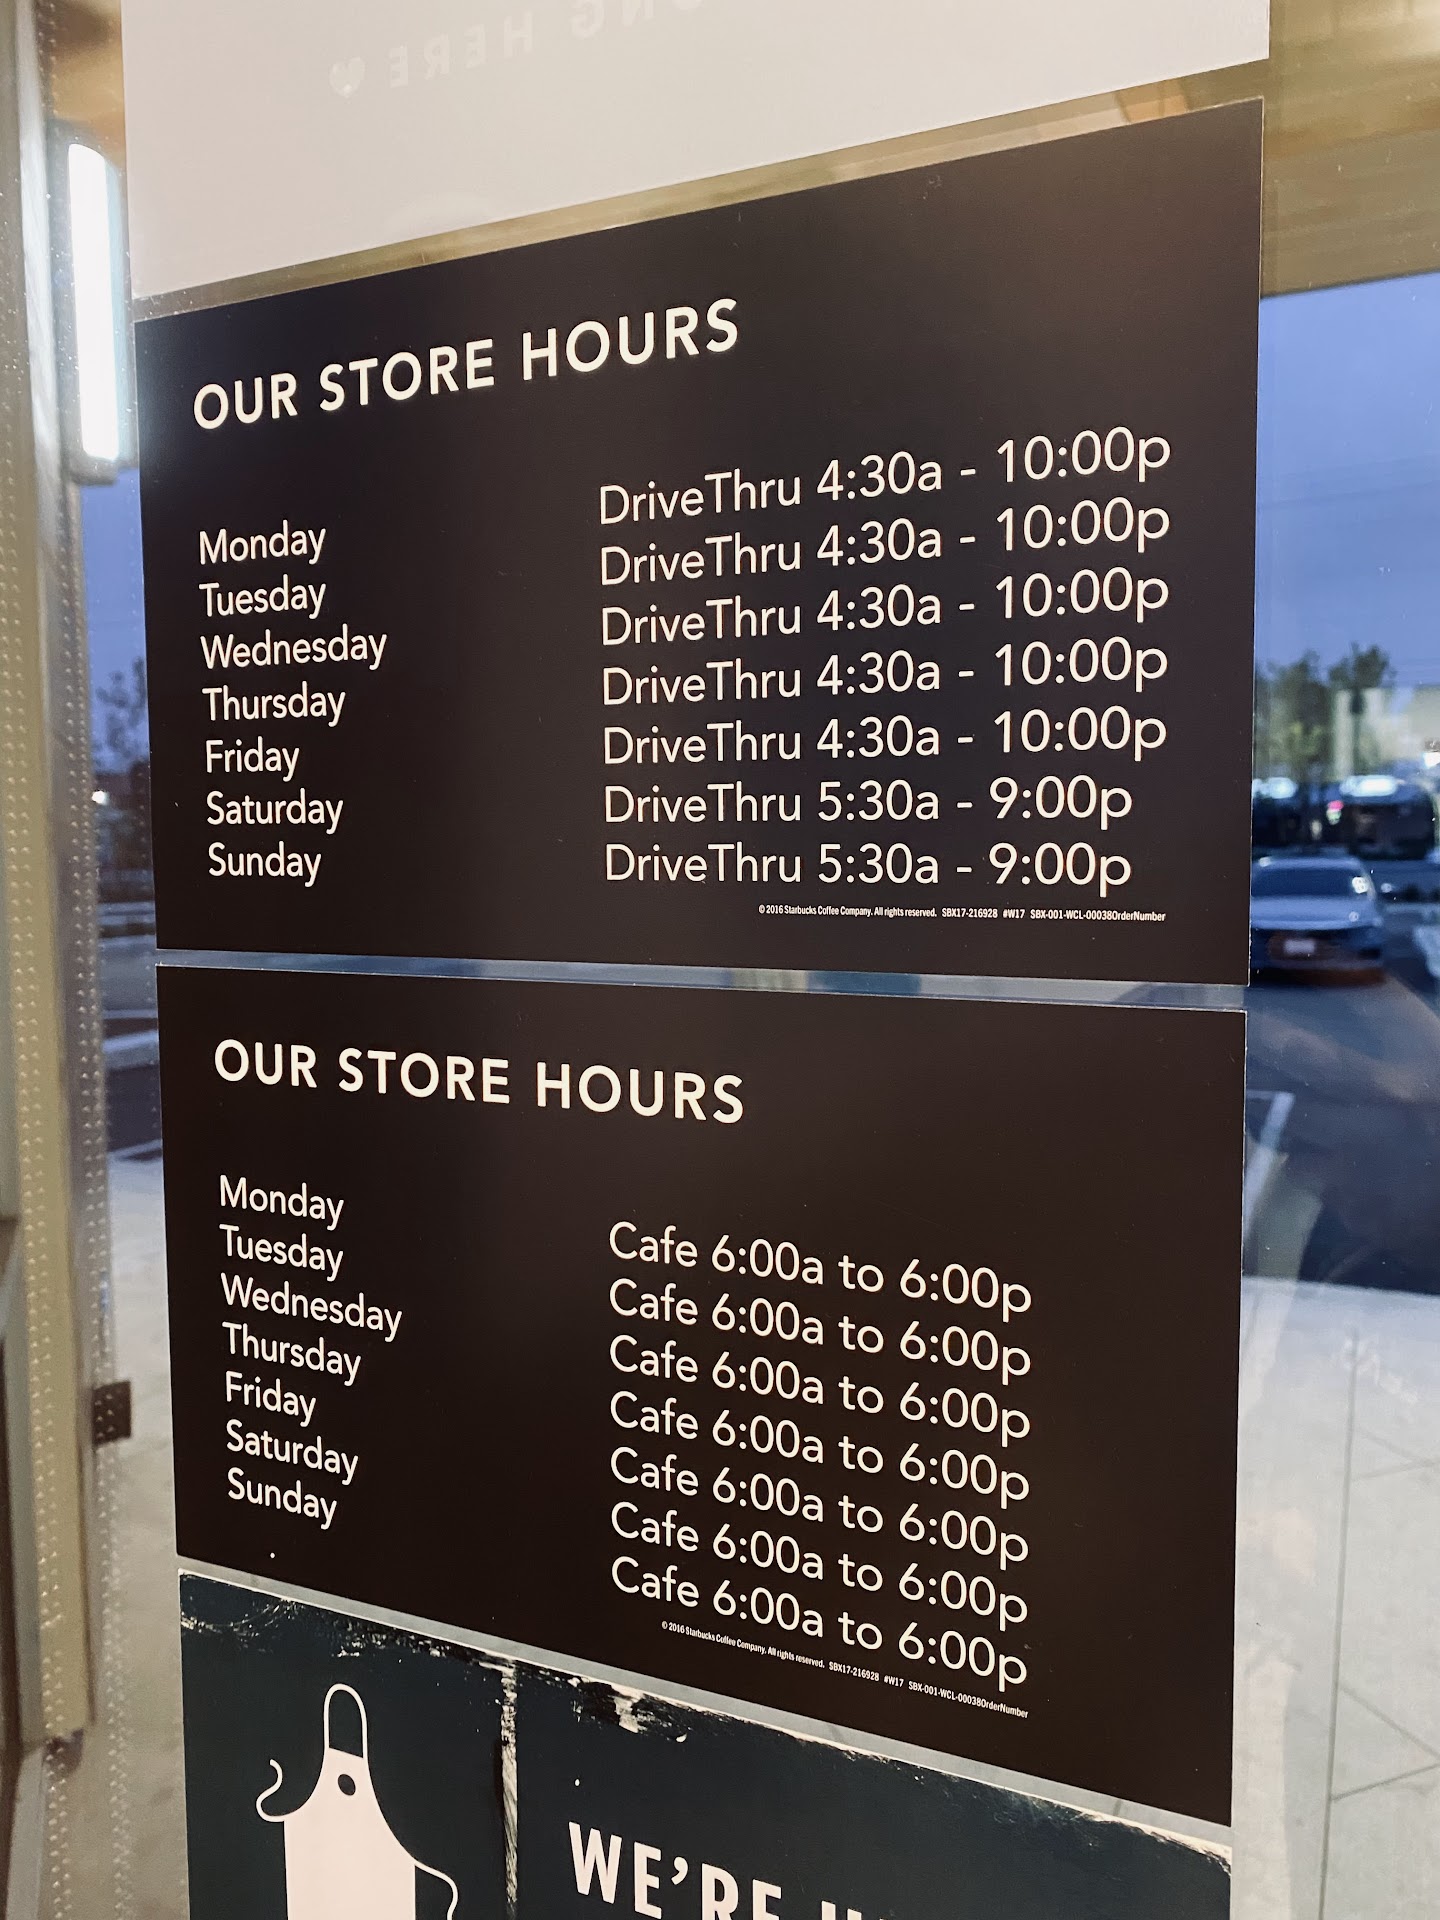 NG HERE ♥
OUR STORE HOURS
Monday DriveThru 4:30a - 10:00p
Tuesday DriveThru 4:30a - 10:00p
Wednesday DriveThru 4:30a - 10:00p
Thursday DriveThru 4:30a - 10:00p
Friday DriveThru 4:30a - 10:00p
Saturday DriveThru 5:30a - 9:00p
Sunday DriveThru 5:30a - 9:00p
© 2016 Starbucks Coffee Company. All rights reserved. SBX17-216928 #W17 SBX-001-WCL-00038OrderNumber
OUR STORE HOURS
Monday Cafe 6:00a to 6:00p
Tuesday Cafe 6:00a to 6:00p
Wednesday Cafe 6:00a to 6:00p
Thursday Cafe 6:00a to 6:00p
Friday Cafe 6:00a to 6:00p
Saturday Cafe 6:00a to 6:00p
Sunday Cafe 6:00a to 6:00p
© 2016 Starbucks Coffee Company. All rights reserved. SBX17-216928 #W17 SBX-001-WCL-00038OrderNumber
WE'RE